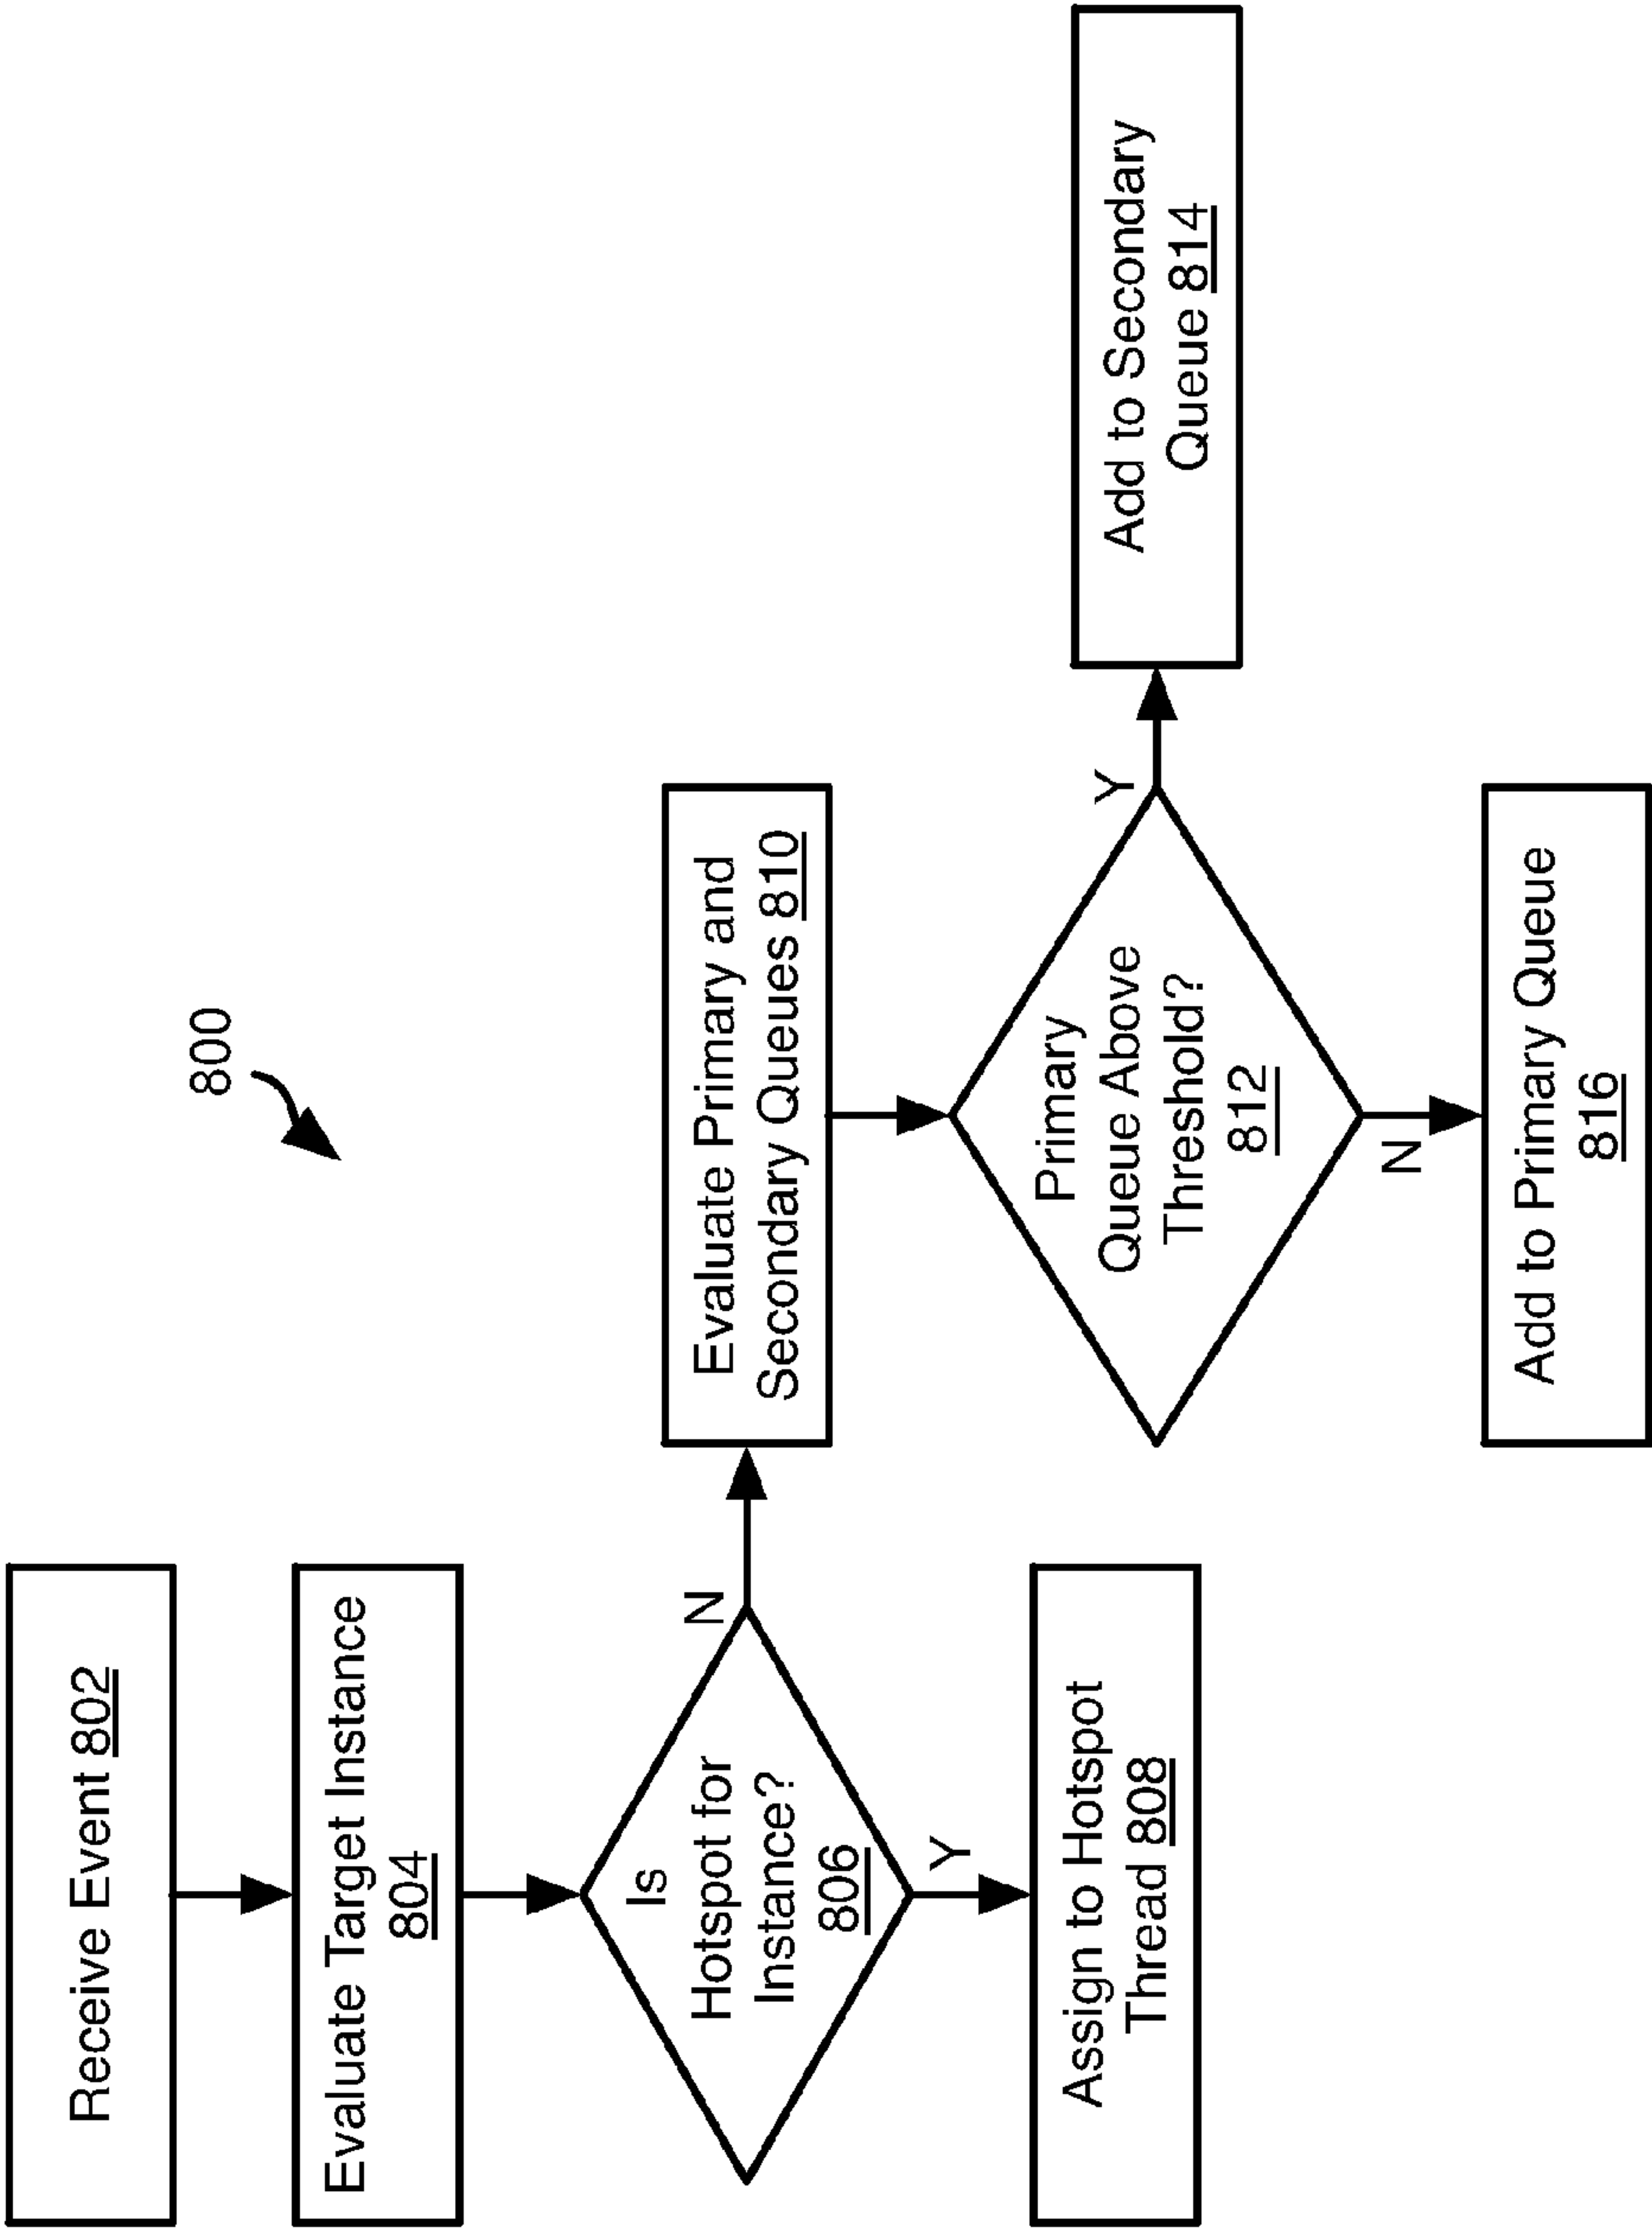 800
Receive Event 802
Evaluate Target Instance
804
Is
Hotspot for
Instance?
806
N
Y
Assign to Hotspot
Thread 808
Evaluate Primary and
Secondary Queues 810
Primary
Queue Above
Threshold?
812
Y
N
Add to Secondary
Queue 814
Add to Primary Queue
816